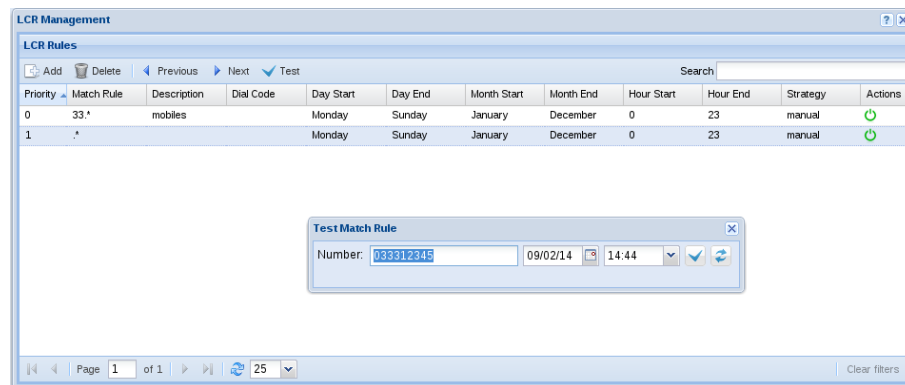 LCR Management
LCR Rules
Add Delete Previous Next Test Search
Priority Match Rule Description Dial Code Day Start Day End Month Start Month End Hour Start Hour End Strategy Actions
0 33.* mobiles Monday Sunday January December 0 23 manual
1 .* Monday Sunday January December 0 23 manual
Test Match Rule
Number: 033312345 09/02/14 14:44
Page 1 of 1 25 Clear filters